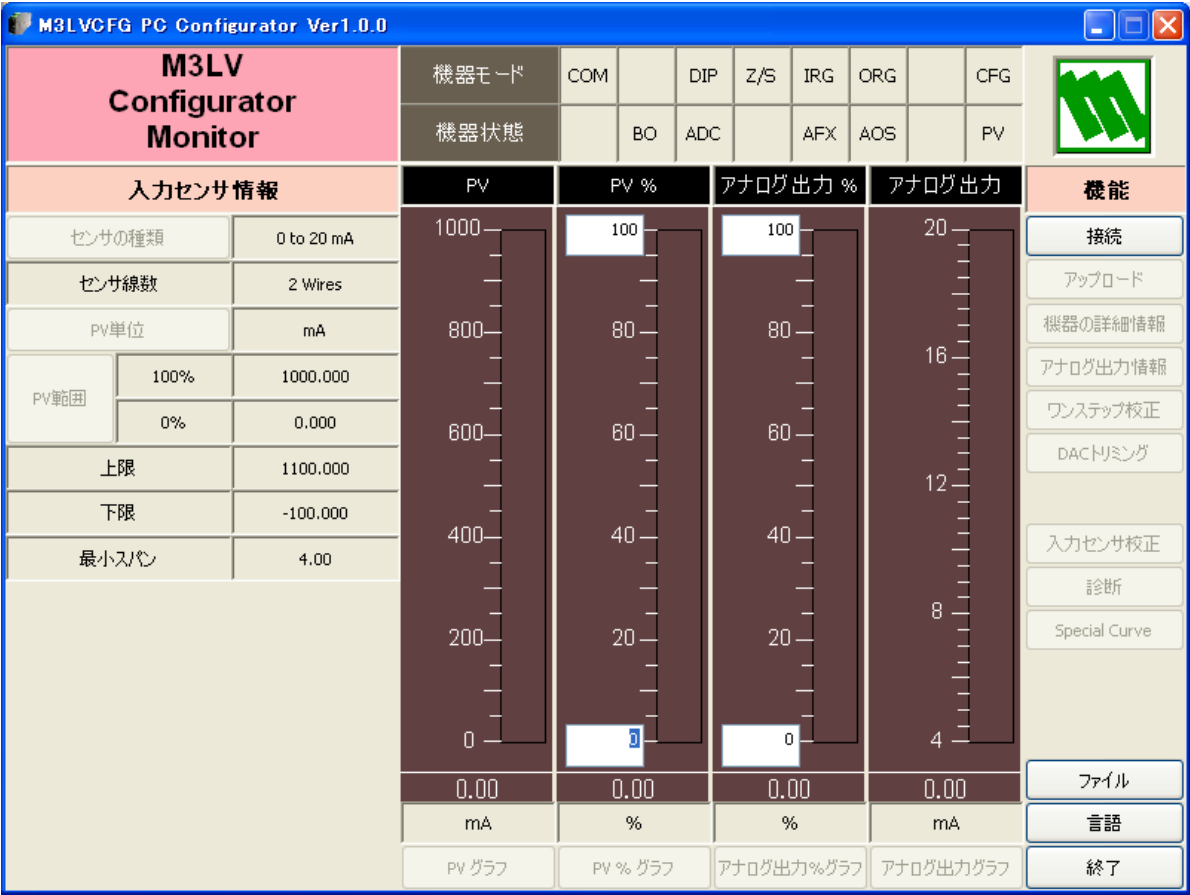 M3LVCFG PC Configurator Ver1.0.0
M3LV
Configurator
Monitor
機器モード COM DIP Z/S IRG ORG CFG
機器状態 BO ADC AFX AOS PV
入力センサ情報
センサの種類 0 to 20 mA
センサ線数 2 Wires
PV単位 mA
PV範囲
100% 1000.000
0% 0.000
上限 1100.000
下限 -100.000
最小スパン 4.00
PV
1000
800
600
400
200
0
0.00
mA
PV グラフ
PV %
100
80
60
40
20
0
0.00
%
PV % グラフ
アナログ出力 %
100
80
60
40
20
0
0.00
%
アナログ出力%グラフ
アナログ出力
20
16
12
8
4
0.00
mA
アナログ出力グラフ
機能
接続
アップロード
機器の詳細情報
アナログ出力情報
ワンステップ校正
DACトリミング
入力センサ校正
診断
Special Curve
ファイル
言語
終了